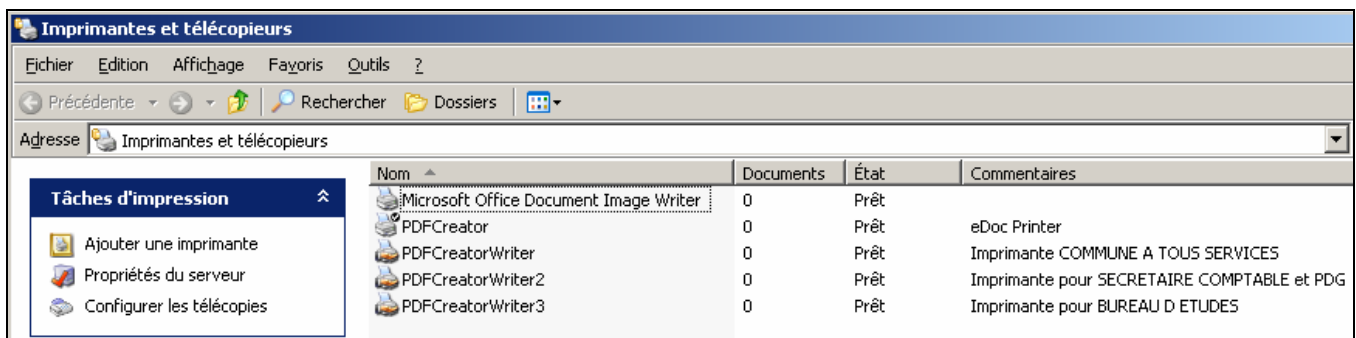 Imprimantes et télécopieurs
Fichier Edition Affichage Favoris Outils ?
Précédente Rechercher Dossiers
Adresse Imprimantes et télécopieurs
Nom Documents État Commentaires
Tâches d'impression
Ajouter une imprimante
Propriétés du serveur
Configurer les télécopies
Microsoft Office Document Image Writer 0 Prêt
PDFCreator 0 Prêt eDoc Printer
PDFCreatorWriter 0 Prêt Imprimante COMMUNE A TOUS SERVICES
PDFCreatorWriter2 0 Prêt Imprimante pour SECRETAIRE COMPTABLE et PDG
PDFCreatorWriter3 0 Prêt Imprimante pour BUREAU D ETUDES